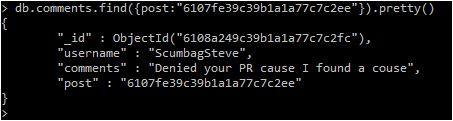 > db.comments.find({post:"6107fe39c39b1a1a77c7c2ee"}).pretty()
{
        "_id" : ObjectId("6108a249c39b1a1a77c7c2fc"),
        "username" : "ScumbagSteve",
        "comments" : "Denied your PR cause I found a couse",
        "post" : "6107fe39c39b1a1a77c7c2ee"
}
>